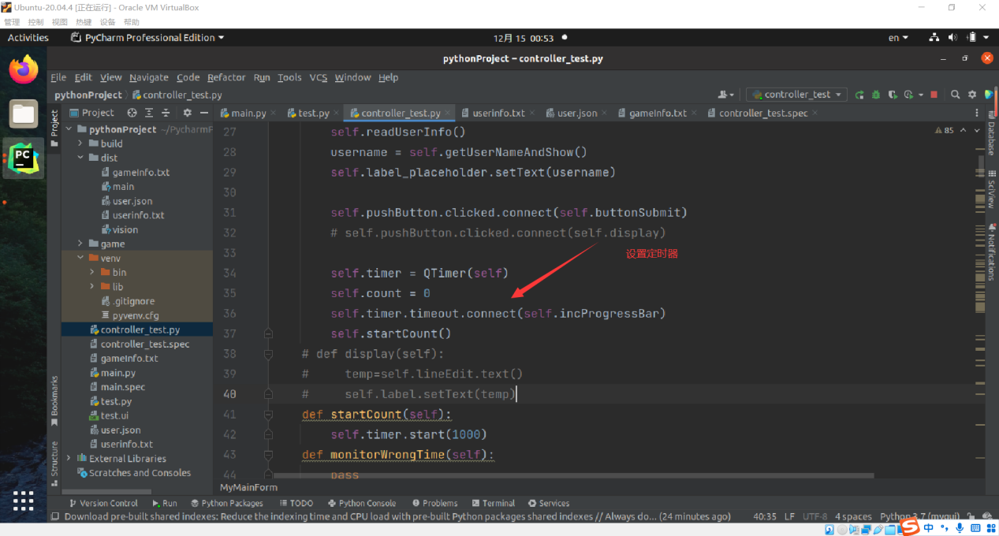 Ubuntu-20.04.4 [正在运行] - Oracle VM VirtualBox
管理 控制 视图 热键 设备 帮助
Activities PyCharm Professional Edition 12月 15 00:53 en
pythonProject – controller_test.py
File Edit View Navigate Code Refactor Run Tools VCS Window Help
pythonProject controller_test.py controller_test
Project main.py test.py controller_test.py userinfo.txt user.json gameInfo.txt controller_test.spec
Project
Bookmarks
Structure
pythonProject
build
dist
gameInfo.txt
main
user.json
userinfo.txt
vision
game
venv
bin
lib
.gitignore
pyvenv.cfg
controller_test.py
controller_test.spec
gameInfo.txt
main.py
main.spec
test.py
test.ui
user.json
userinfo.txt
External Libraries
Scratches and Consoles
85
27 self.readUserInfo()
28 username = self.getUserNameAndShow()
29 self.label_placeholder.setText(username)
30
31 self.pushButton.clicked.connect(self.buttonSubmit)
32 # self.pushButton.clicked.connect(self.display)
33
设置定时器
34 self.timer = QTimer(self)
35 self.count = 0
36 self.timer.timeout.connect(self.incProgressBar)
37 self.startCount()
38 # def display(self):
39 # temp=self.lineEdit.text()
40 # self.label.setText(temp)
41 def startCount(self):
42 self.timer.start(1000)
43 def monitorWrongTime(self):
44 pass
MyMainForm
Database
SciView
Notifications
Version Control Run Python Packages TODO Python Console Problems Terminal Services
Download pre-built shared indexes: Reduce the indexing time and CPU load with pre-built Python packages shared indexes // Always do... (24 minutes ago) 40:35 LF UTF-8 4 spaces Python 3.7 (mygui)
中